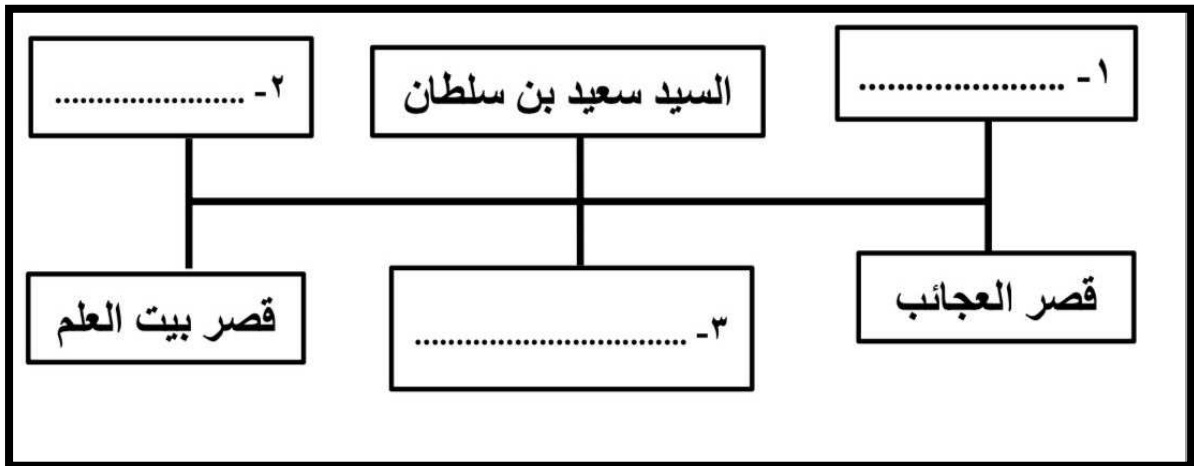 ١- ........................
السيد سعيد بن سلطان
٢- .......................
قصر العجائب
٣- .................................
قصر بيت العلم